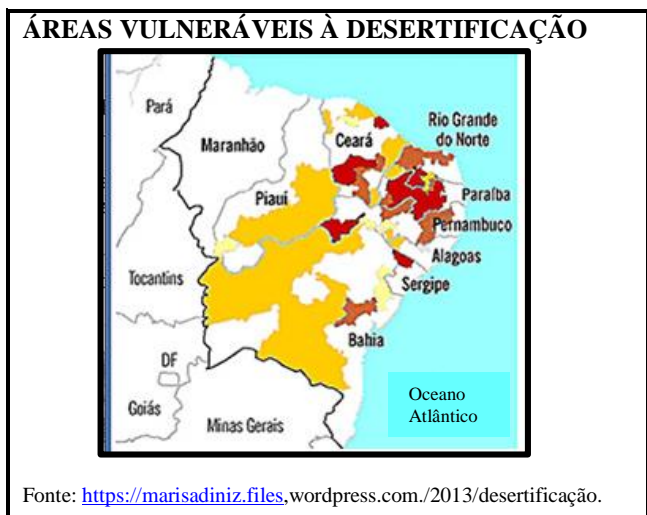 ÁREAS VULNERÁVEIS À DESERTIFICAÇÃO
Pará
Maranhão
Ceará
Rio Grande
do Norte
Piauí
Paraíba
Pernambuco
Alagoas
Sergipe
Tocantins
Bahia
DF
Goiás
Minas Gerais
Oceano
Atlântico
Fonte: https://marisadiniz.files,wordpress.com./2013/desertificação.